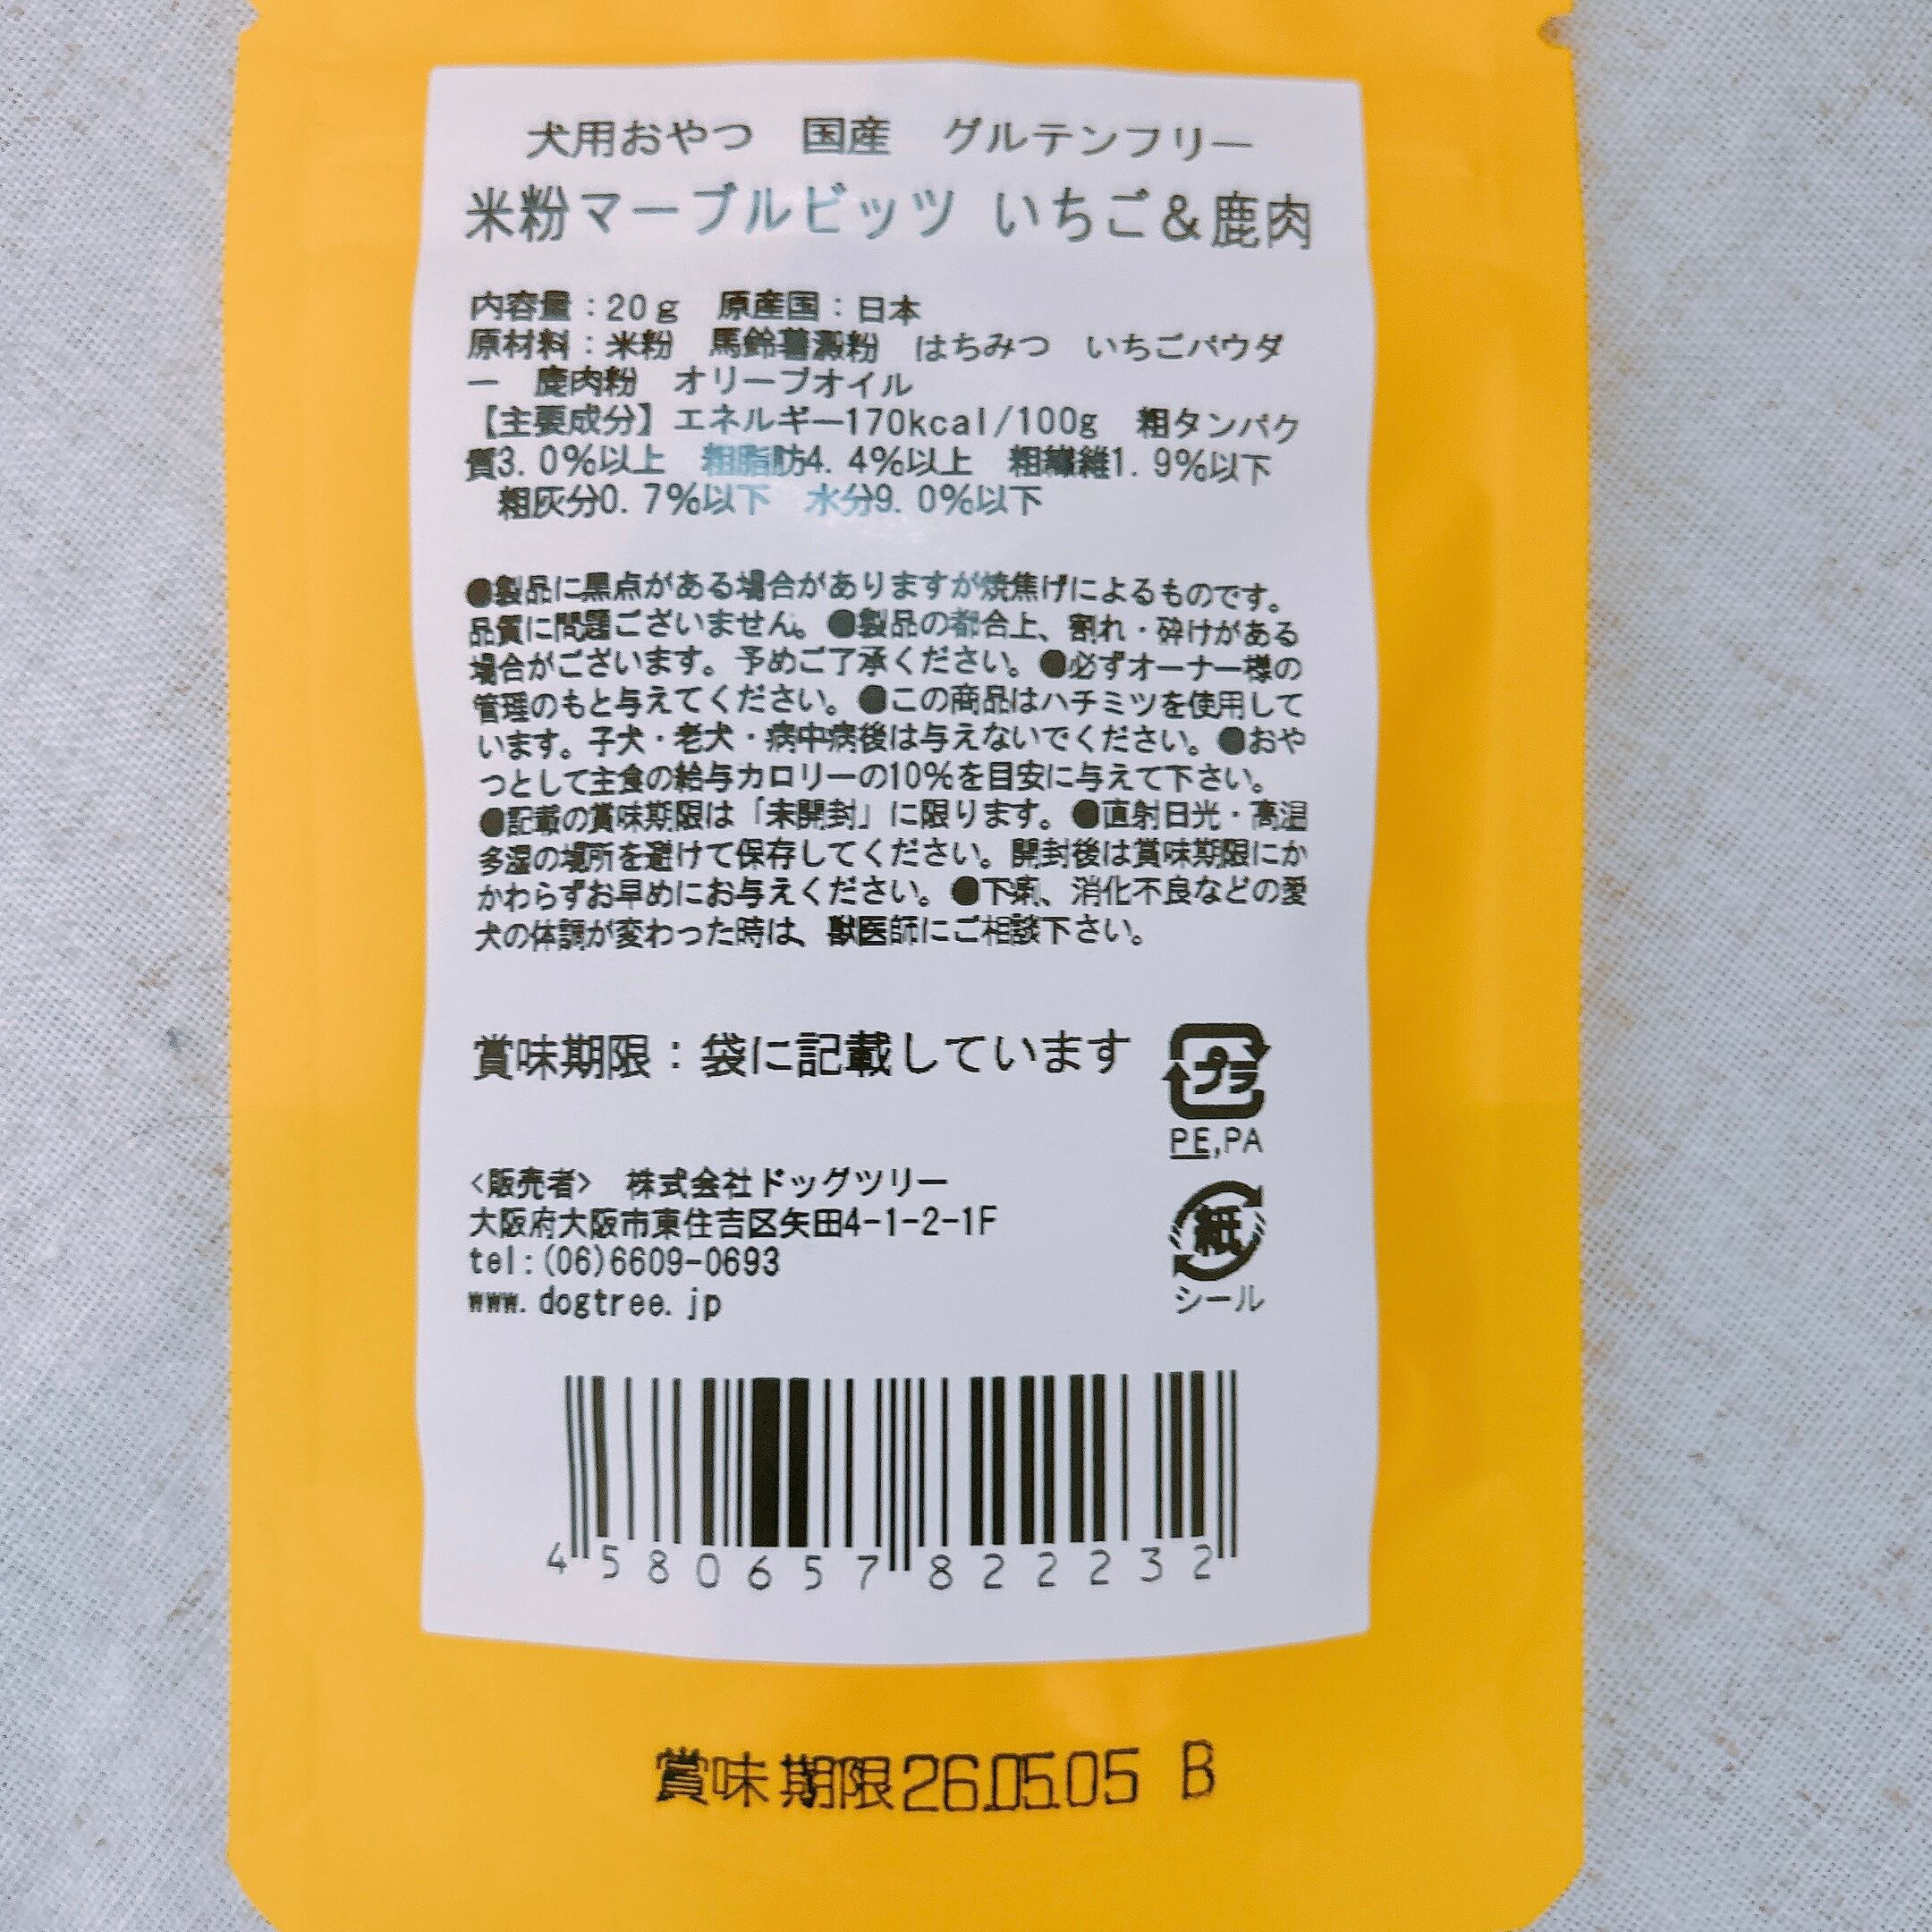 犬用おやつ　国産　グルテンフリー
米粉マーブルビッツ いちご＆鹿肉
内容量：20ｇ　原産国：日本
原材料：米粉　馬鈴薯澱粉　はちみつ　いちごパウダ
ー　鹿肉粉　オリーブオイル
【主要成分】エネルギー170kcal/100g　粗タンパク
質3.0%以上　粗脂肪4.4%以上　粗繊維1.9%以下
粗灰分0.7%以下　水分9.0%以下
●製品に黒点がある場合がありますが焼焦げによるものです。
品質に問題ございません。●製品の都合上、割れ・砕けがある
場合がございます。予めご了承ください。●必ずオーナー様の
管理のもと与えてください。●この商品はハチミツを使用して
います。子犬・老犬・病中病後は与えないでください。●おや
つとして主食の給与カロリーの10%を目安に与えて下さい。
●記載の賞味期限は「未開封」に限ります。●直射日光・高温
多湿の場所を避けて保存してください。開封後は賞味期限にか
かわらずお早めにお与えください。●下痢、消化不良などの愛
犬の体調が変わった時は、獣医師にご相談下さい。
賞味期限：袋に記載しています
プラ
PE,PA
<販売者>　株式会社ドッグツリー
大阪府大阪市東住吉区矢田4-1-2-1F
tel:(06)6609-0693
www.dogtree.jp
紙
シール
4580657822232
賞味期限26.05.05 B